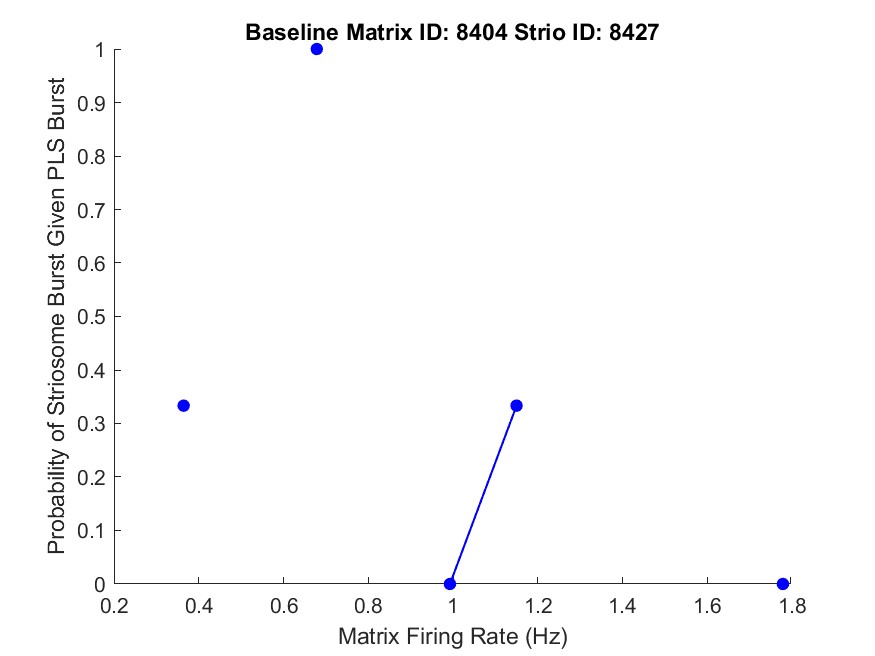 Baseline Matrix ID: 8404 Strio ID: 8427
Probability of Striosome Burst Given PLS Burst
1
0.9
0.8
0.7
0.6
0.5
0.4
0.3
0.2
0.1
0
0.2 0.4 0.6 0.8 1 1.2 1.4 1.6 1.8
Matrix Firing Rate (Hz)